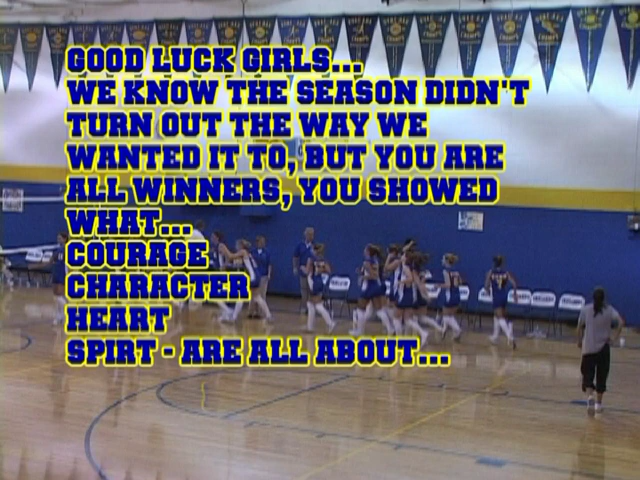 GOOD LUCK GIRLS...
WE KNOW THE SEASON DIDN'T
TURN OUT THE WAY WE
WANTED IT TO, BUT YOU ARE
ALL WINNERS, YOU SHOWED
WHAT...
COURAGE
CHARACTER
HEART
SPIRT - ARE ALL ABOUT...